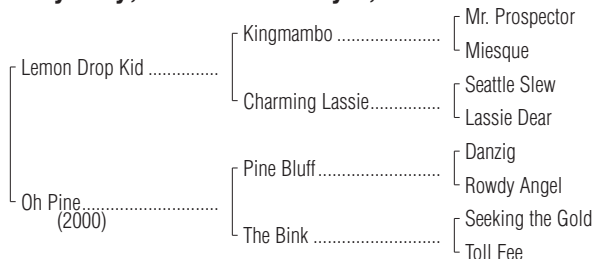 Mr. Prospector
Kingmambo ..................
Miesque
Lemon Drop Kid ..............
Seattle Slew
Charming Lassie..............
Lassie Dear
Danzig
Pine Bluff........................
Rowdy Angel
Oh Pine...........................
(2000)
Seeking the Gold
The Bink ........................
Toll Fee